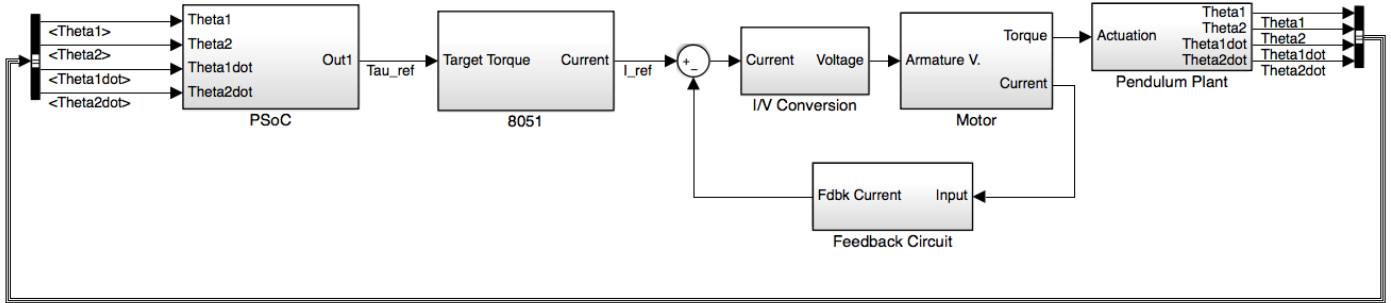 <Theta1>
<Theta2>
<Theta1dot>
<Theta2dot>
Theta1
Theta2
Theta1dot
Theta2dot
Out1
PSoC
Tau_ref
Target Torque
Current
8051
I_ref
+
−
Current
Voltage
I/V Conversion
Armature V.
Torque
Current
Motor
Actuation
Theta1
Theta2
Theta1dot
Theta2dot
Pendulum Plant
Theta1
Theta2
Theta1dot
Theta2dot
Fdbk Current
Input
Feedback Circuit